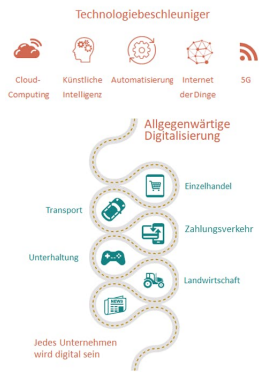 Technologiebeschleuniger
Cloud-
Computing
Künstliche
Intelligenz
Automatisierung
Internet
der Dinge
5G
Allgegenwärtige
Digitalisierung
Einzelhandel
Transport
Zahlungsverkehr
Unterhaltung
Landwirtschaft
NEWS
Jedes Unternehmen
wird digital sein